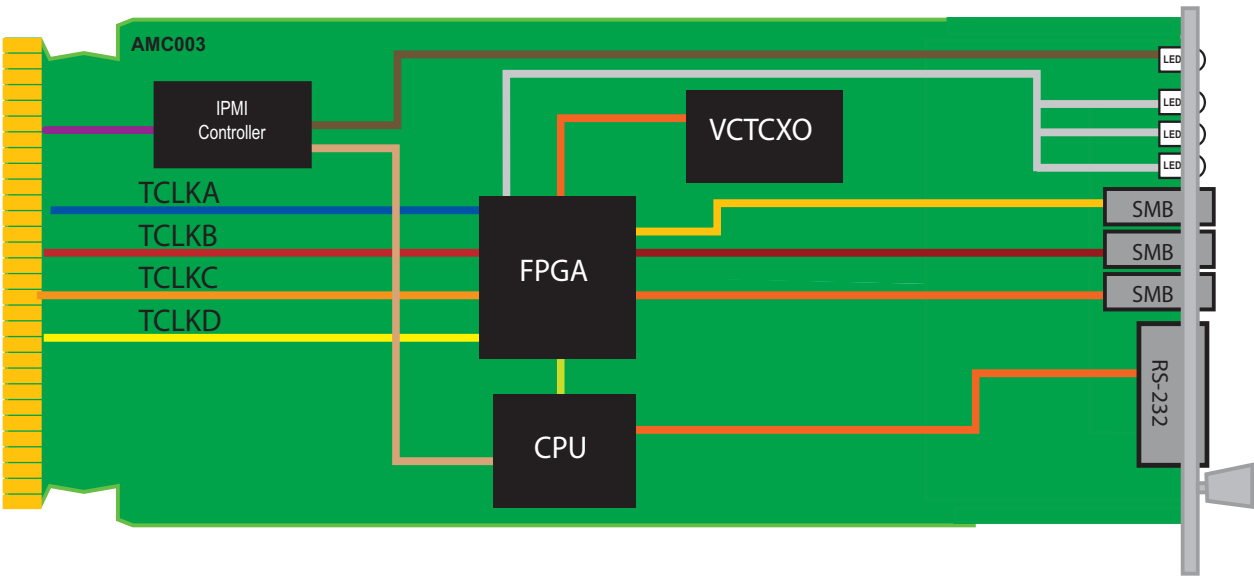 AMC003
LED
IPMI
Controller
VCTCXO
LED
LED
LED
TCLKA
SMB
TCLKB
SMB
FPGA
TCLKC
SMB
TCLKD
RS-232
CPU